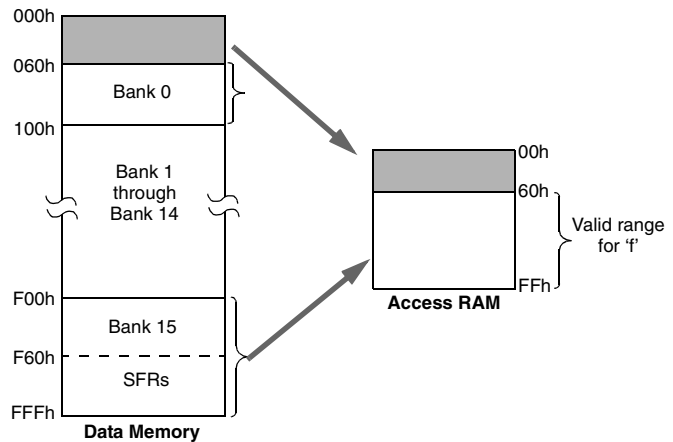 000h
060h
Bank 0
100h
Bank 1
through
Bank 14
F00h
Bank 15
F60h
SFRs
FFFh
Data Memory
00h
60h
Valid range
for ‘f’
FFh
Access RAM